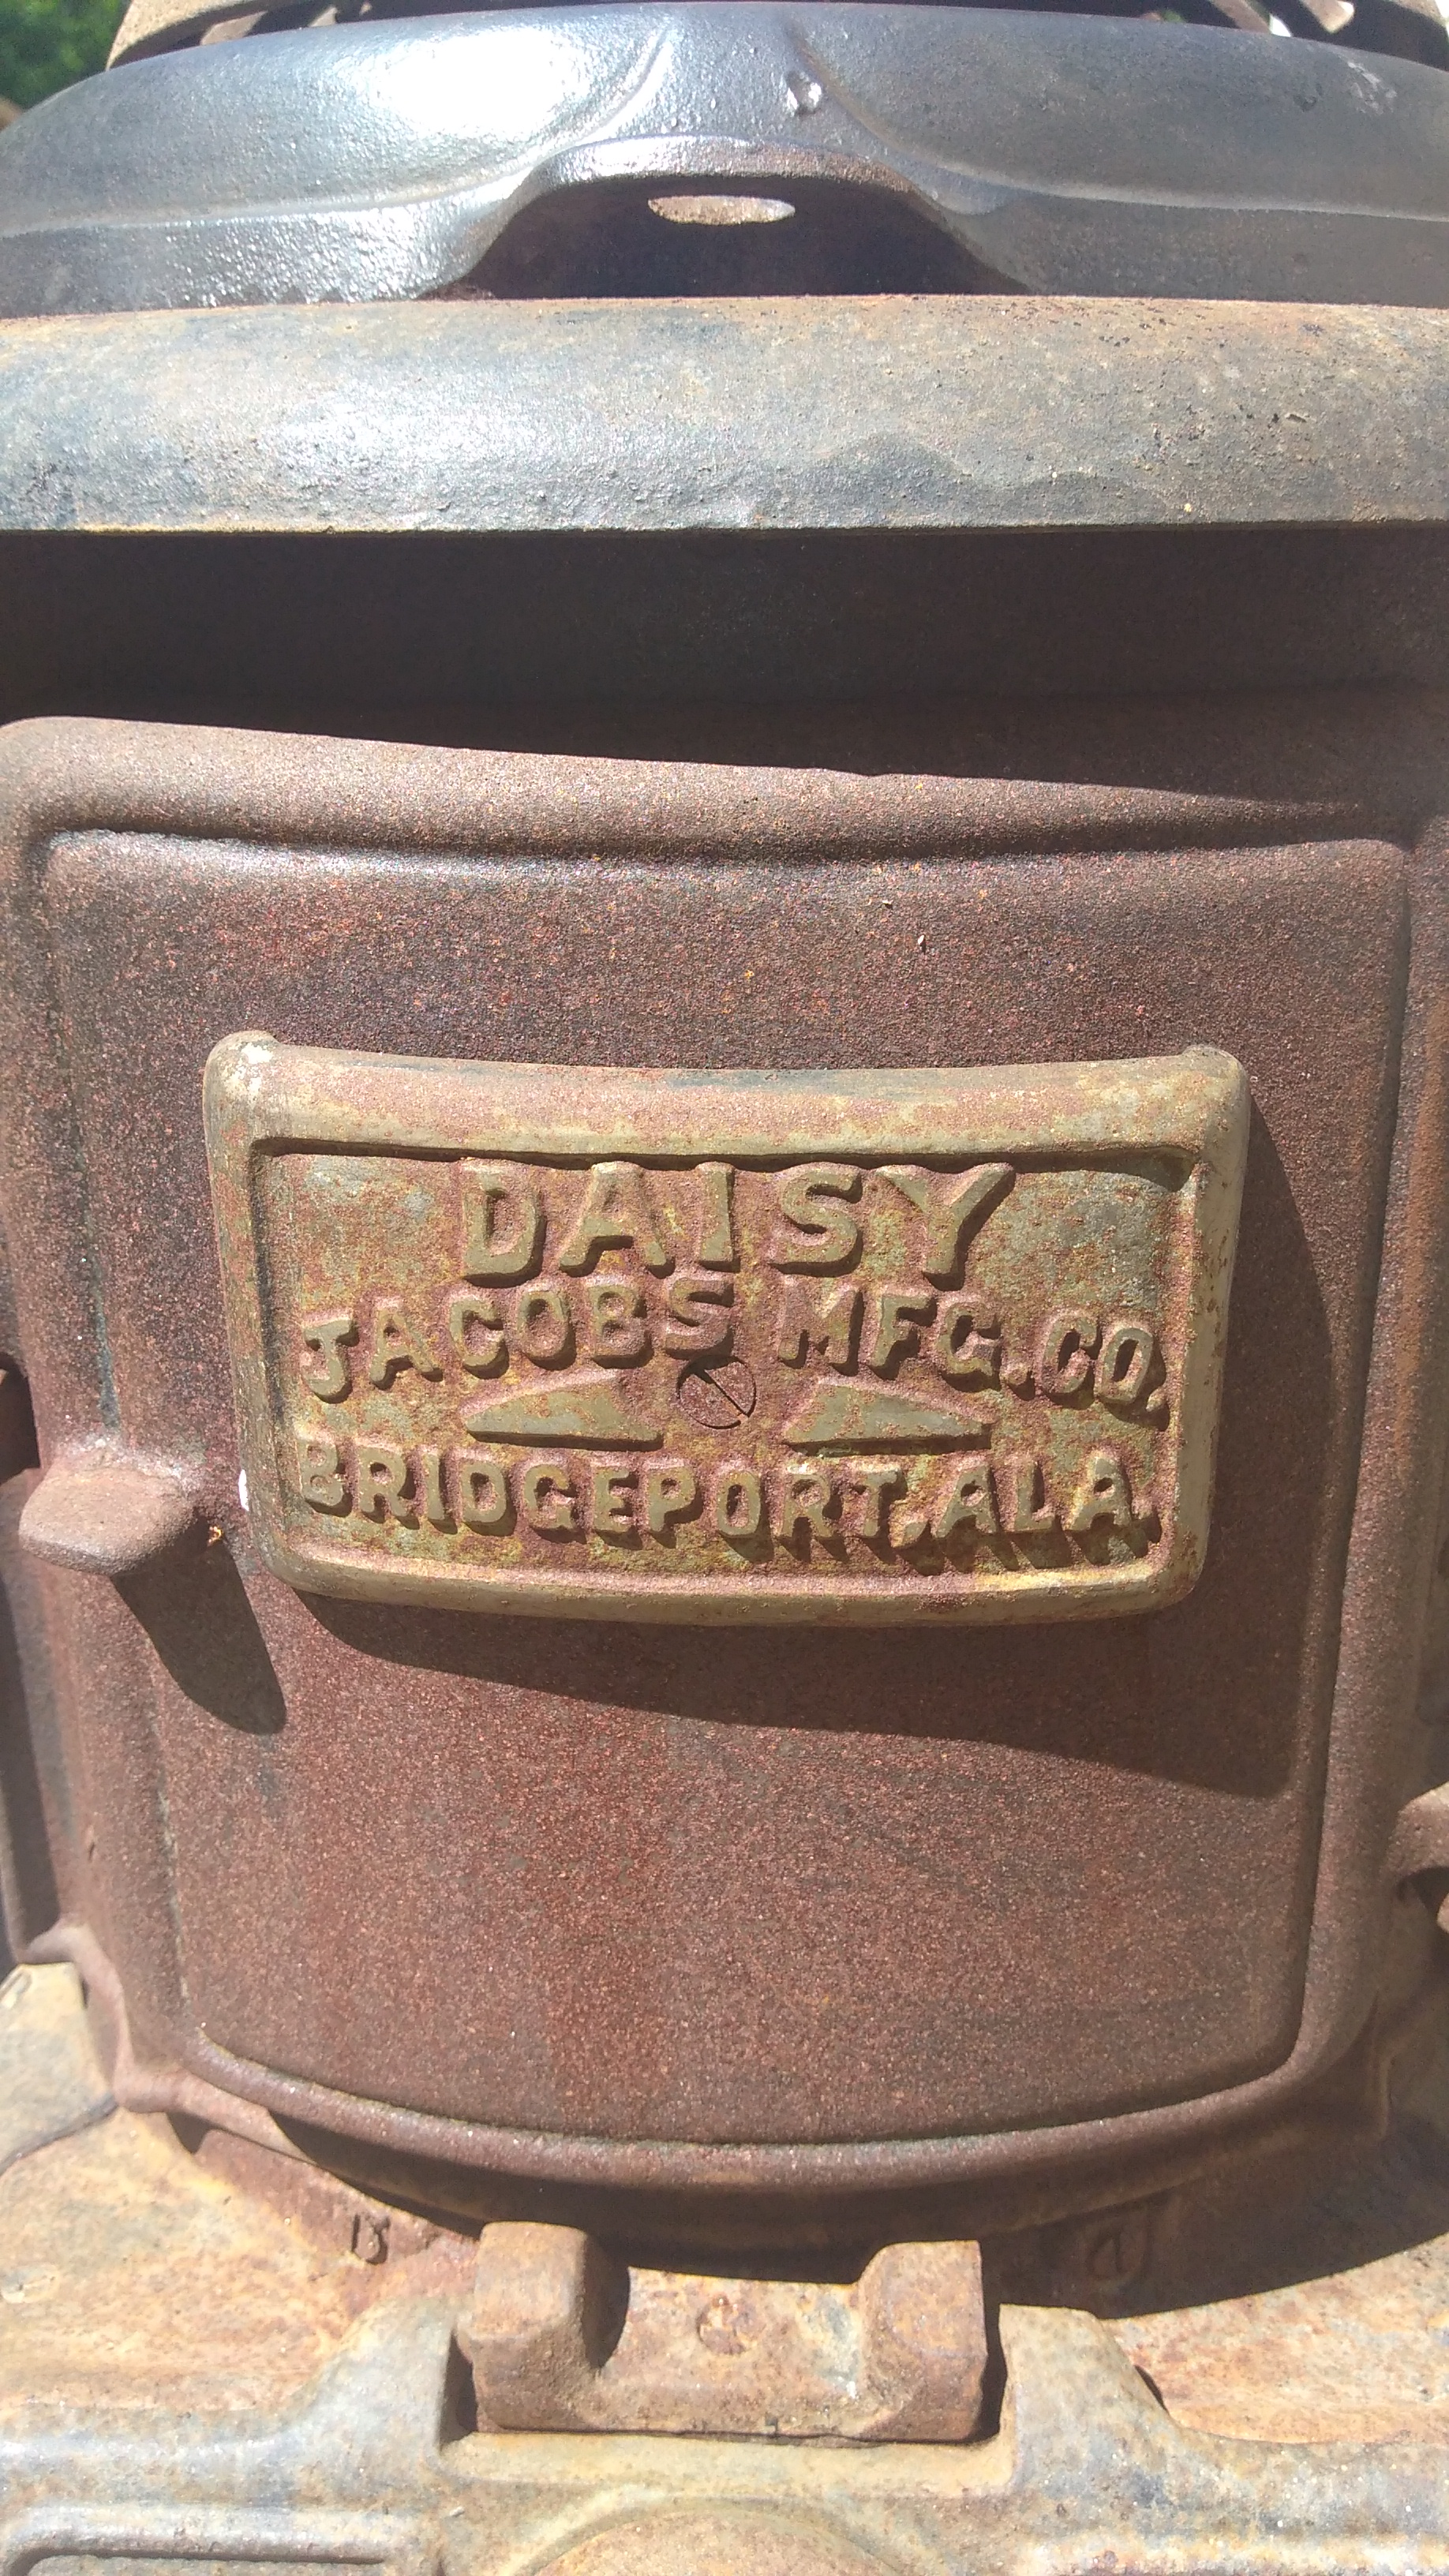 DAISY
JACOBS MFG.CO.
BRIDGEPORT, ALA.